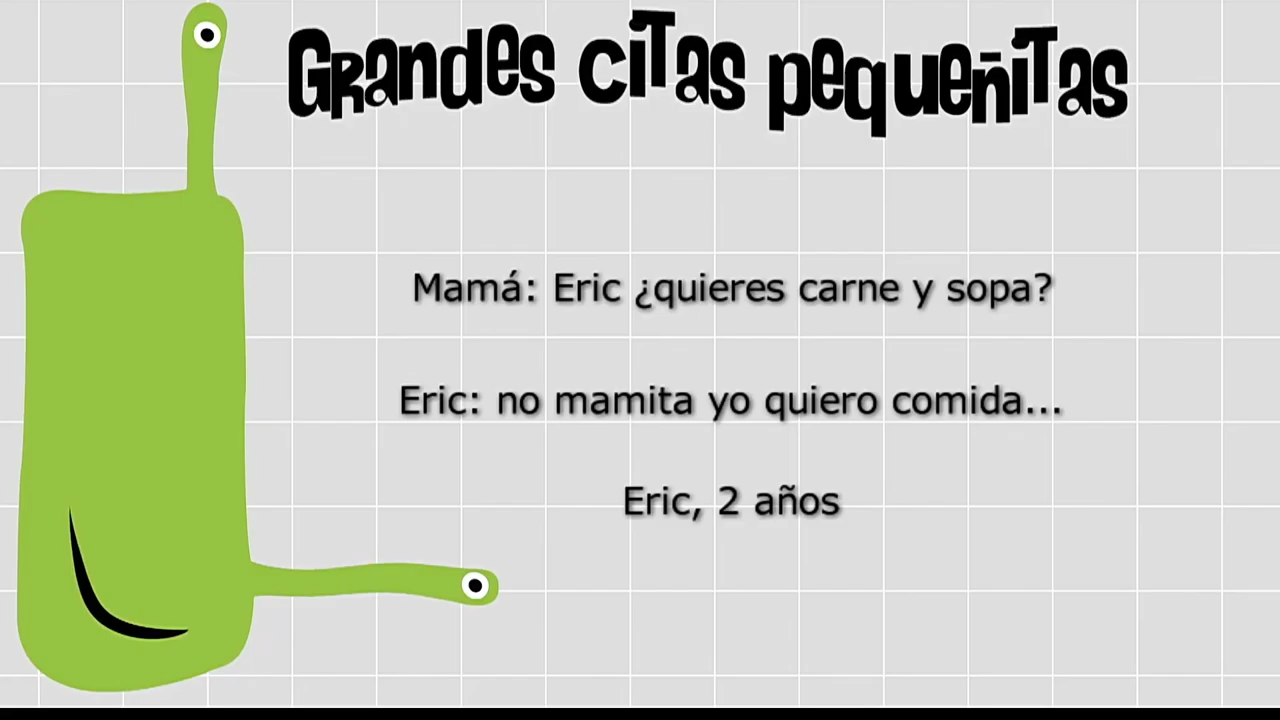 Grandes citas pequeñitas
Mamá: Eric ¿quieres carne y sopa?
Eric: no mamita yo quiero comida...
Eric, 2 años